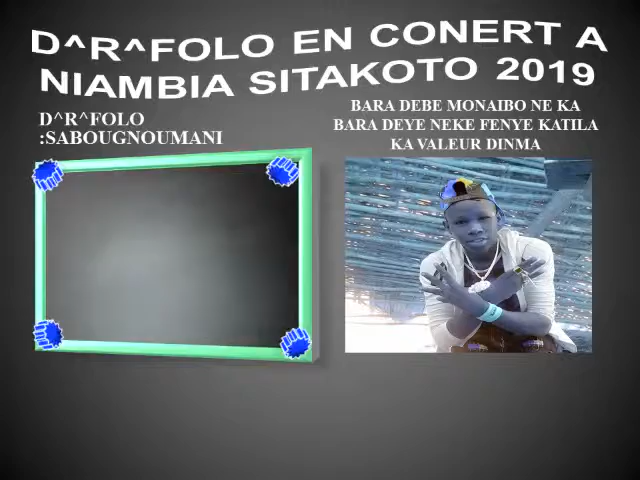 D^R^FOLO EN CONERT A
NIAMBIA SITAKOTO 2019
D^R^FOLO
:SABOUGNOUMANI
BARA DEBE MONAIBO NE KA
BARA DEYE NEKE FENYE KATILA
KA VALEUR DINMA